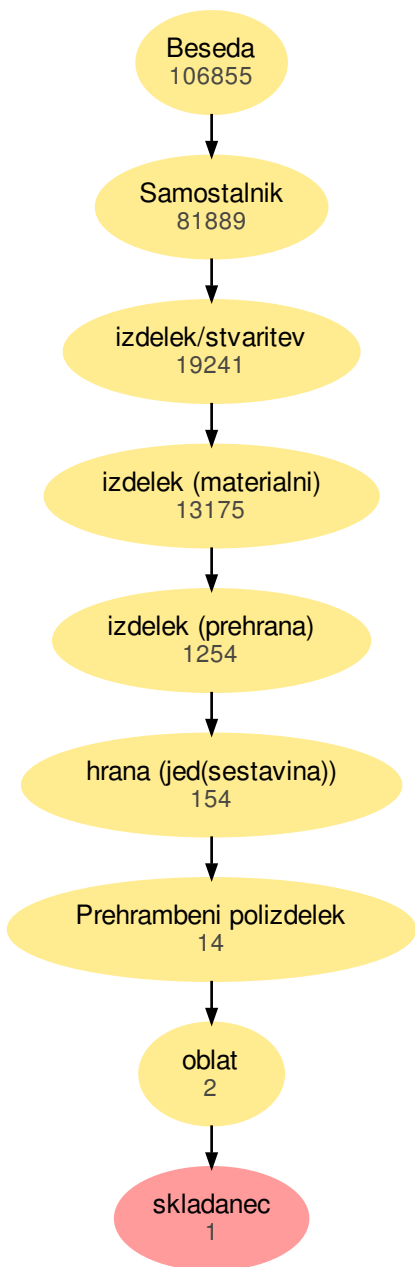 Beseda
106855
Samostalnik
81889
izdelek/stvaritev
19241
izdelek (materialni)
13175
izdelek (prehrana)
1254
hrana (jed(sestavina))
154
Prehrambeni polizdelek
14
oblat
2
skladanec
1